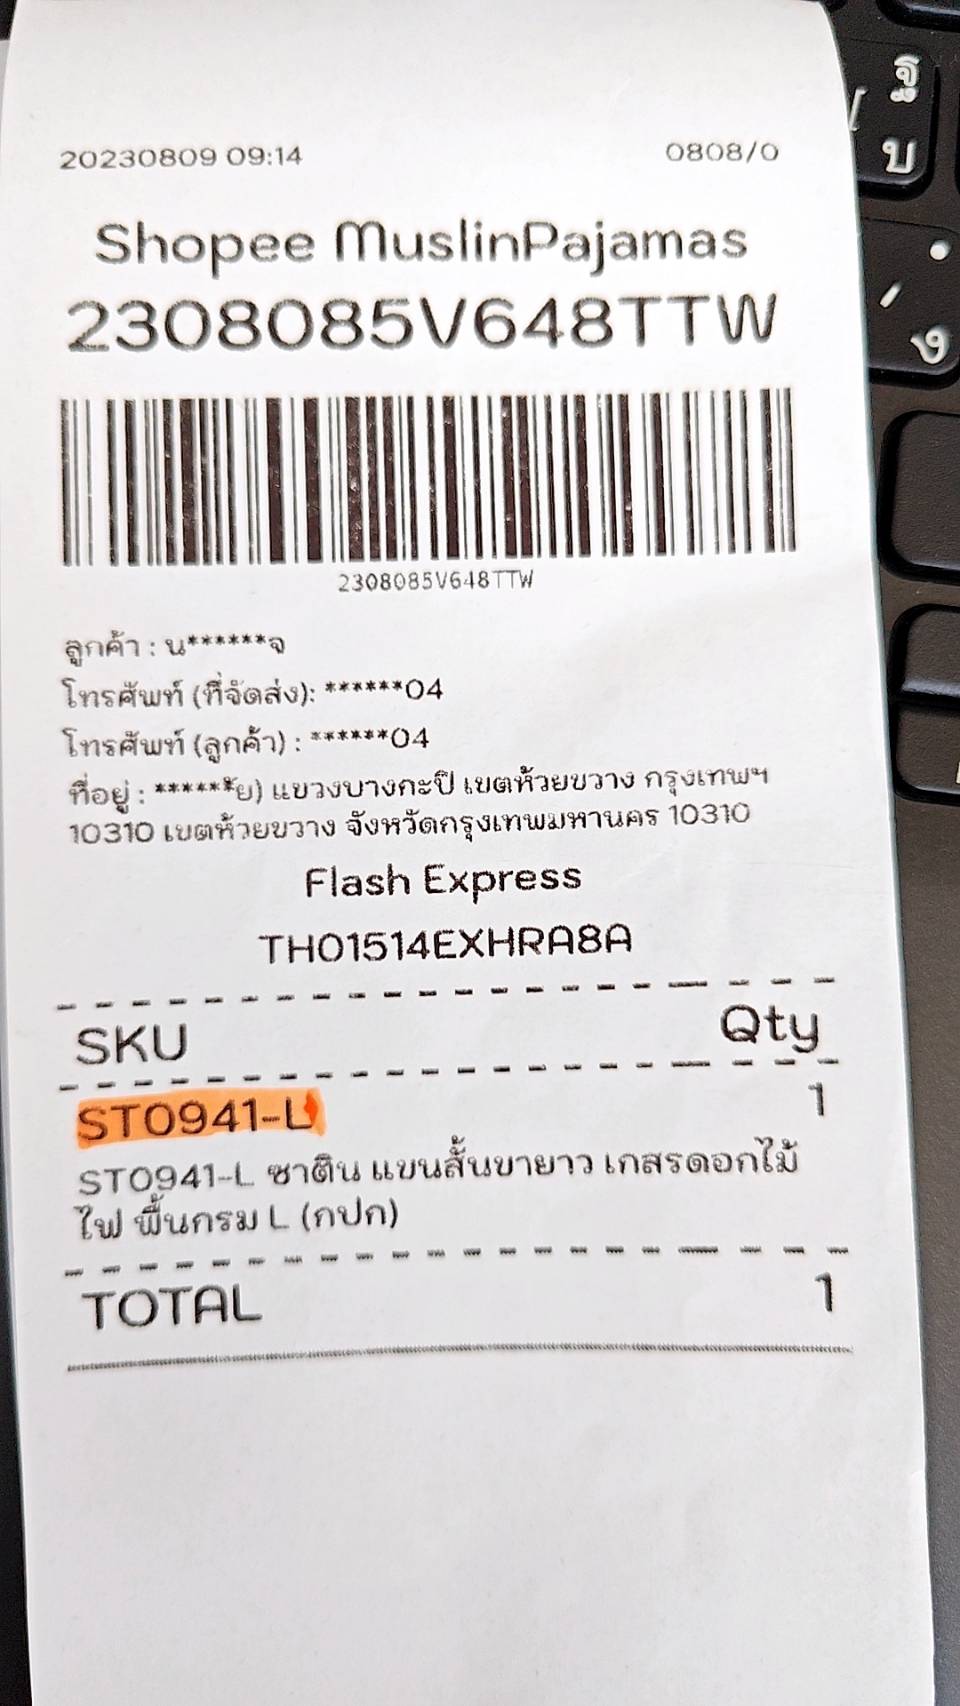 20230809 09:14 0808/0
Shopee MuslinPajamas
2308085V648TTW
2308085V648TTW
ลูกค้า : น******จ
โทรศัพท์ (ที่จัดส่ง): ******04
โทรศัพท์ (ลูกค้า) : ******04
ที่อยู่ : ******ัย) แขวงบางกะปิ เขตห้วยขวาง กรุงเทพฯ
10310 เขตห้วยขวาง จังหวัดกรุงเทพมหานคร 10310
Flash Express
TH01514EXHRA8A
SKU Qty
ST0941-L 1
ST0941-L ซาติน แขนสั้นขายาว เกสรดอกไม้
ไฟ พื้นกรม L (กปก)
TOTAL 1
ฐ
บ
ง